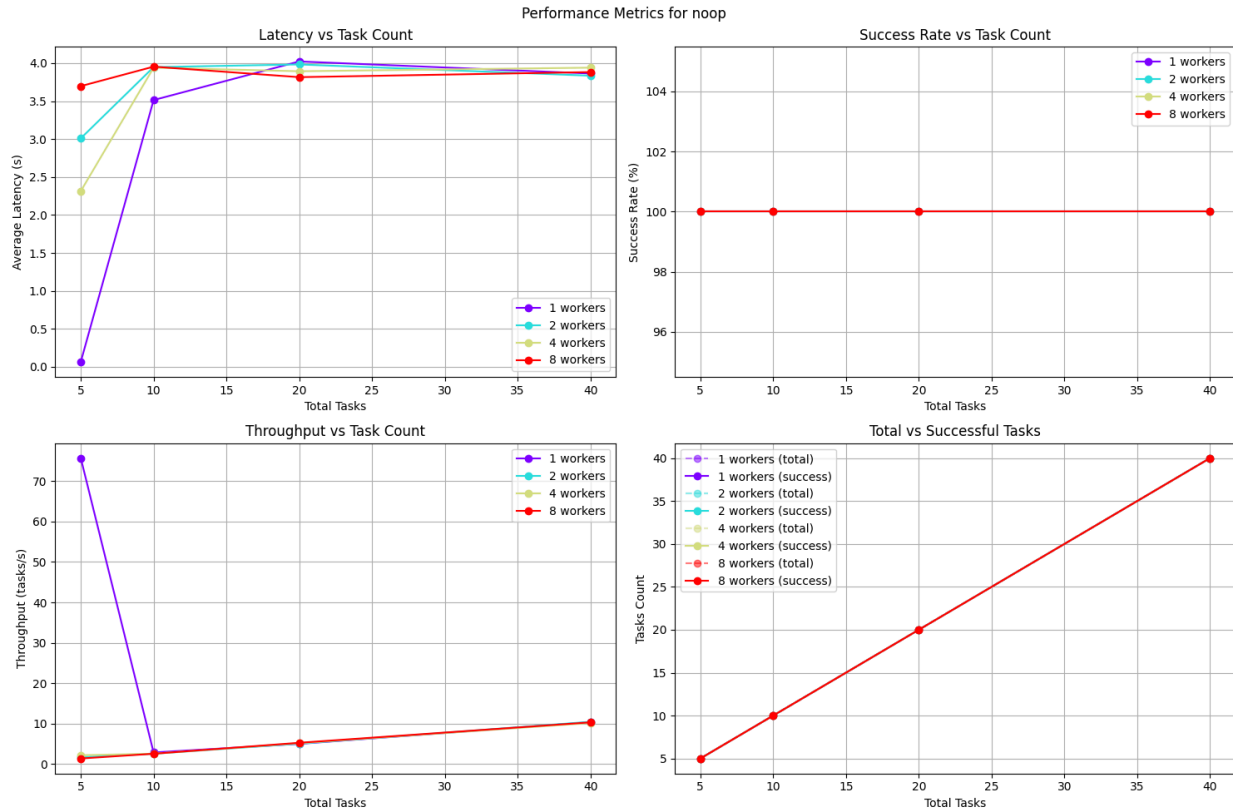 Performance Metrics for noop
Latency vs Task Count
4.0
3.5
3.0
2.5
2.0
1.5
1.0
0.5
0.0
Average Latency (s)
5
10
15
20
25
30
35
40
Total Tasks
1 workers
2 workers
4 workers
8 workers
Success Rate vs Task Count
104
102
100
98
96
Success Rate (%)
5
10
15
20
25
30
35
40
Total Tasks
1 workers
2 workers
4 workers
8 workers
Throughput vs Task Count
70
60
50
40
30
20
10
0
Throughput (tasks/s)
5
10
15
20
25
30
35
40
Total Tasks
1 workers
2 workers
4 workers
8 workers
Total vs Successful Tasks
40
35
30
25
20
15
10
5
Tasks Count
5
10
15
20
25
30
35
40
Total Tasks
1 workers (total)
1 workers (success)
2 workers (total)
2 workers (success)
4 workers (total)
4 workers (success)
8 workers (total)
8 workers (success)